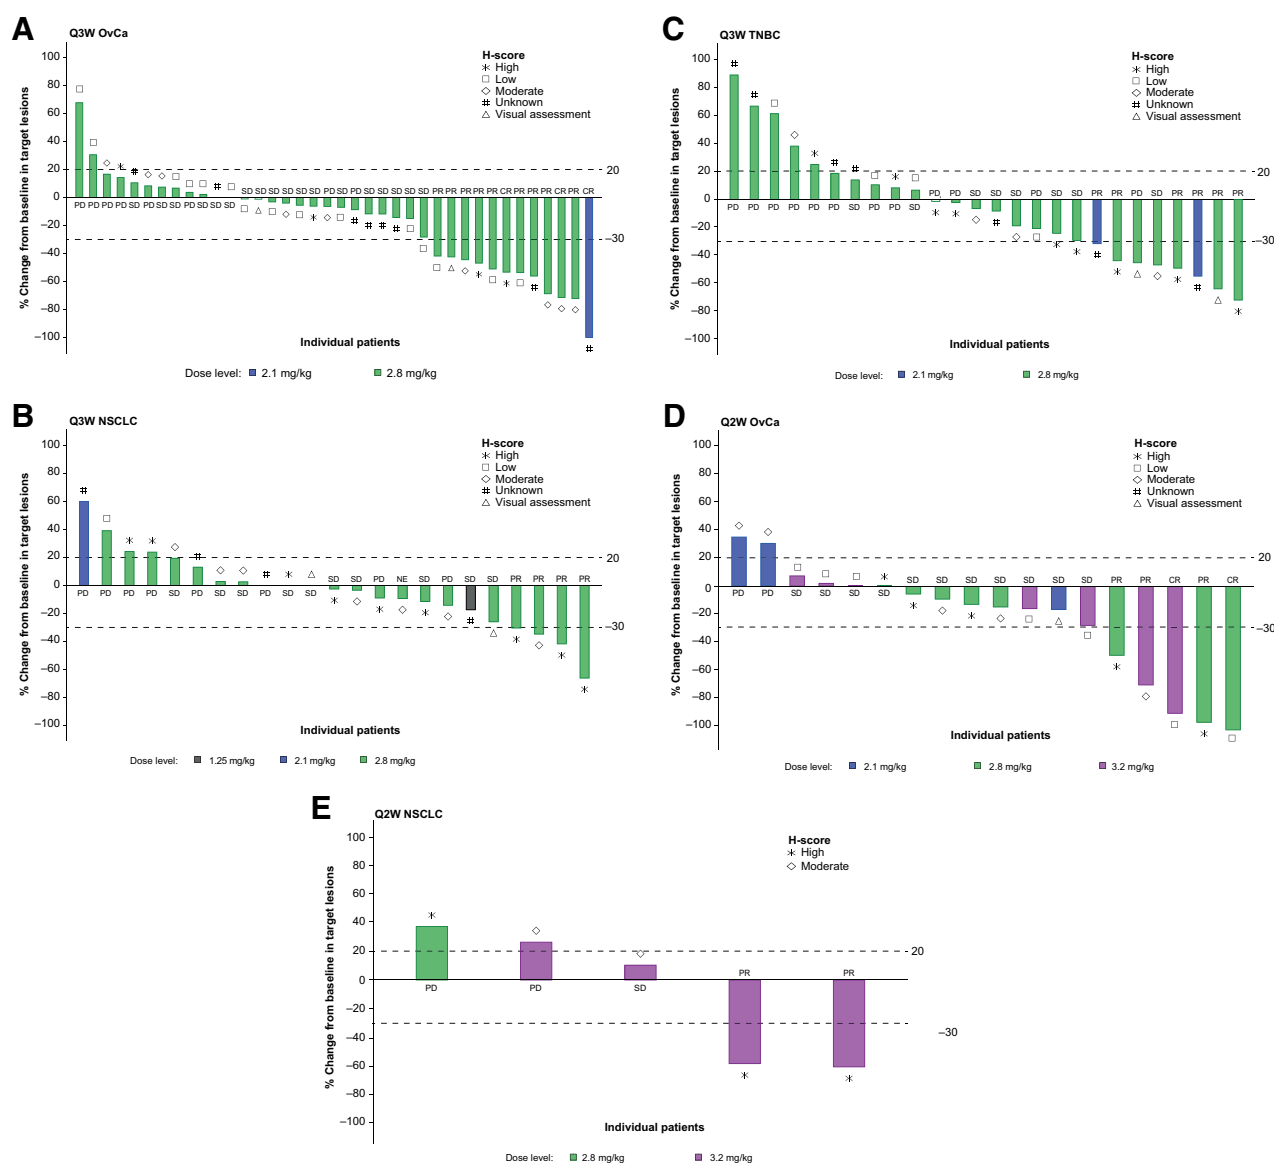 A
Q3W OvCa
% Change from baseline in target lesions
100
80
60
40
20
0
–20
–40
–60
–80
–100
H-score
High
Low
Moderate
Unknown
Visual assessment
20
–30
SD SD SD SD SD SD PD SD SD SD SD SD SD SD PR PR PR PR PR CR PR PR PR CR PR CR
PD PD PD PD SD PD PD SD SD PD SD SD
Individual patients
Dose level: 2.1 mg/kg 2.8 mg/kg
C
Q3W TNBC
% Change from baseline in target lesions
100
80
60
40
20
0
–20
–40
–60
–80
–100
H-score
High
Low
Moderate
Unknown
Visual assessment
20
–30
PD PD SD SD SD PD SD SD PR PR PD SD PR PR PR PR
PD PD PD PD PD PD SD PD PD SD
Individual patients
Dose level: 2.1 mg/kg 2.8 mg/kg
B
Q3W NSCLC
% Change from baseline in target lesions
100
80
60
40
20
0
–20
–40
–60
–80
–100
H-score
High
Low
Moderate
Unknown
Visual assessment
20
–30
SD SD PD NE SD PD SD SD PR PR PR PR
PD PD PD PD SD PD SD SD PD SD SD
Individual patients
Dose level: 1.25 mg/kg 2.1 mg/kg 2.8 mg/kg
D
Q2W OvCa
% Change from baseline in target lesions
100
80
60
40
20
0
–20
–40
–60
–80
–100
H-score
High
Low
Moderate
Unknown
Visual assessment
20
–30
SD SD SD SD SD SD SD PR PR CR PR CR
PD PD SD SD SD SD
Individual patients
Dose level: 2.1 mg/kg 2.8 mg/kg 3.2 mg/kg
E
Q2W NSCLC
% Change from baseline in target lesions
100
80
60
40
20
0
–20
–40
–60
–80
–100
H-score
High
Moderate
20
–30
PR PR
PD PD SD
Individual patients
Dose level: 2.8 mg/kg 3.2 mg/kg